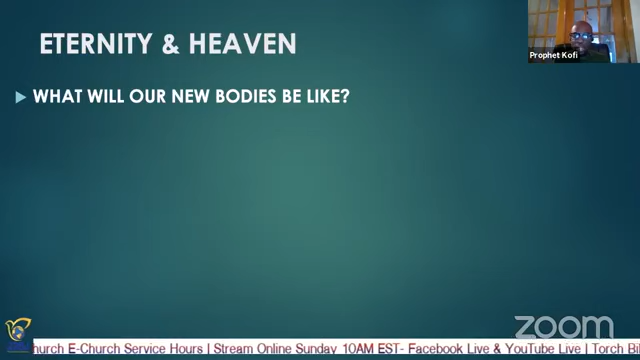 ETERNITY & HEAVEN
Prophet Kofi
WHAT WILL OUR NEW BODIES BE LIKE?
zoom
hurch E-Church Service Hours | Stream Online Sunday 10AM EST- Facebook Live & YouTube Live | Torch Bi